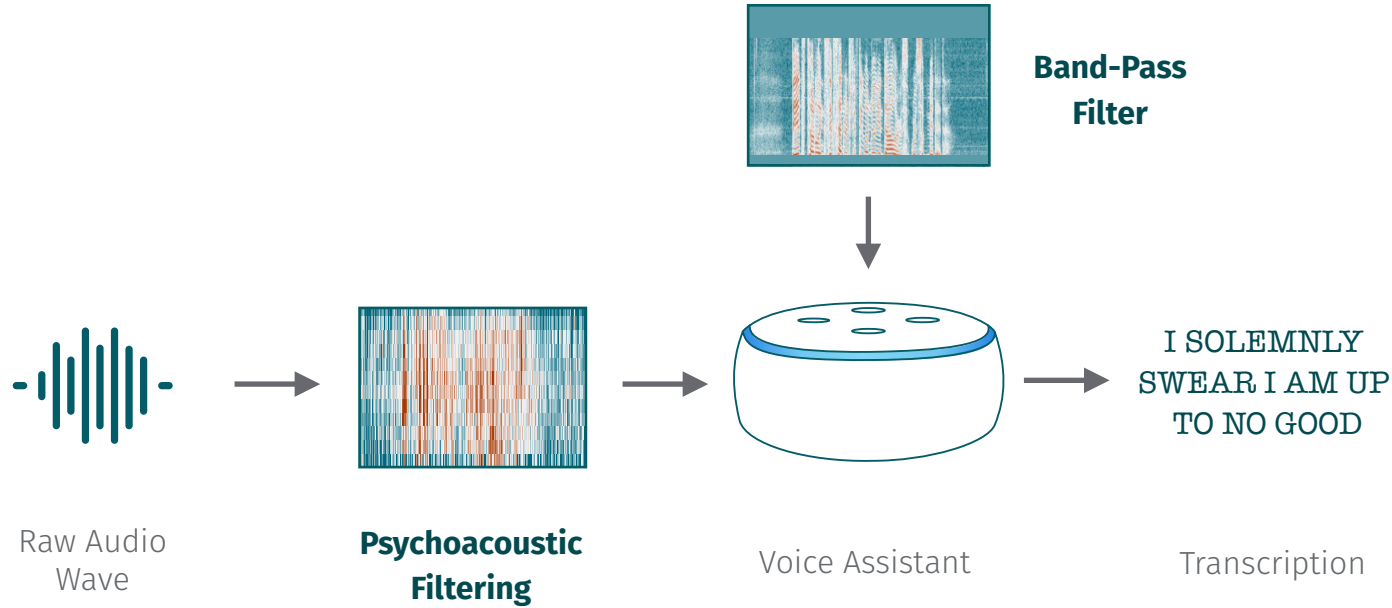 Band-Pass
Filter
I SOLEMNLY
SWEAR I AM UP
TO NO GOOD
Raw Audio
Wave
Psychoacoustic
Filtering
Voice Assistant
Transcription